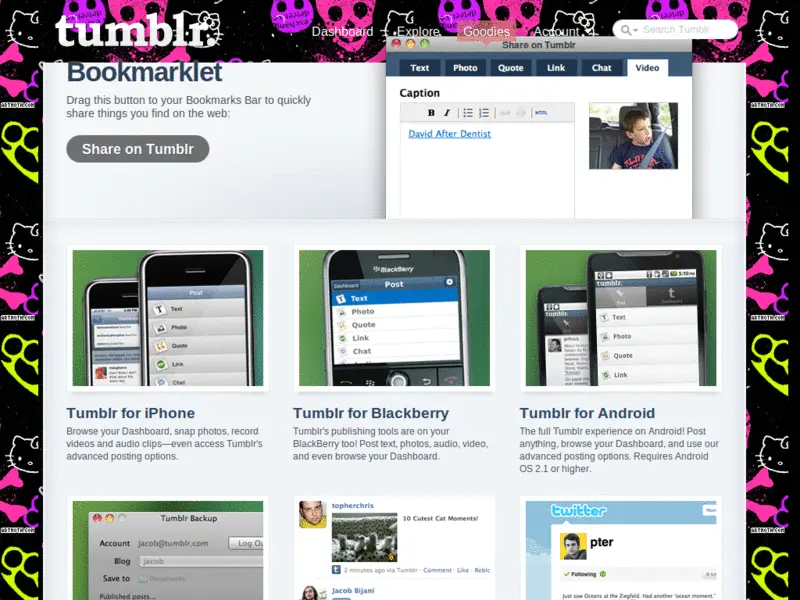 tumblr.
Dashboard Explore Goodies Account Search Tumblr
Bookmarklet
Drag this button to your Bookmarks Bar to quickly
share things you find on the web:
Share on Tumblr
Share on Tumblr
Text Photo Quote Link Chat Video
Caption
B I HTML
David After Dentist
ARTBOTH.COM
Post
Text
Photo
Quote
Link
Chat
BlackBerry
Dashboard Post
Text
Photo
Quote
Link
Chat
5:10 PM
tumblr.
Post Dashboard
Text
Photo
Quote
Link
Tumblr for iPhone
Browse your Dashboard, snap photos, record
videos and audio clips—even access Tumblr's
advanced posting options.
Tumblr for Blackberry
Tumblr's publishing tools are on your
BlackBerry too! Post text, photos, audio, video,
and even browse your Dashboard.
Tumblr for Android
The full Tumblr experience on Android! Post
anything, browse your Dashboard, and use our
advanced posting options. Requires Android
OS 2.1 or higher.
Tumblr Backup
Account jacob@tumblr.com Log Ou
Blog jacob
Save to Documents
Published posts...
topherchris
10 Cutest Cat Moments!
2 minutes ago via Tumblr · Comment · Like · Reblo
Jacob Bijani
twitter
pter
Following
Just saw Oceans at the Ziegfeld. Had another "ocean moment."